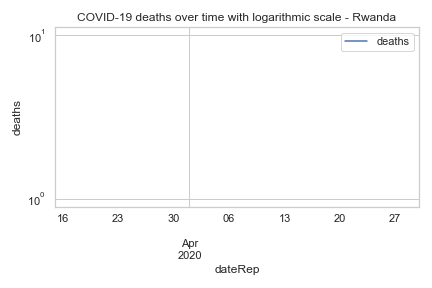 COVID-19 deaths over time with logarithmic scale - Rwanda
10¹
deaths
deaths
10⁰
16 23 30 06 13 20 27
Apr
2020
dateRep